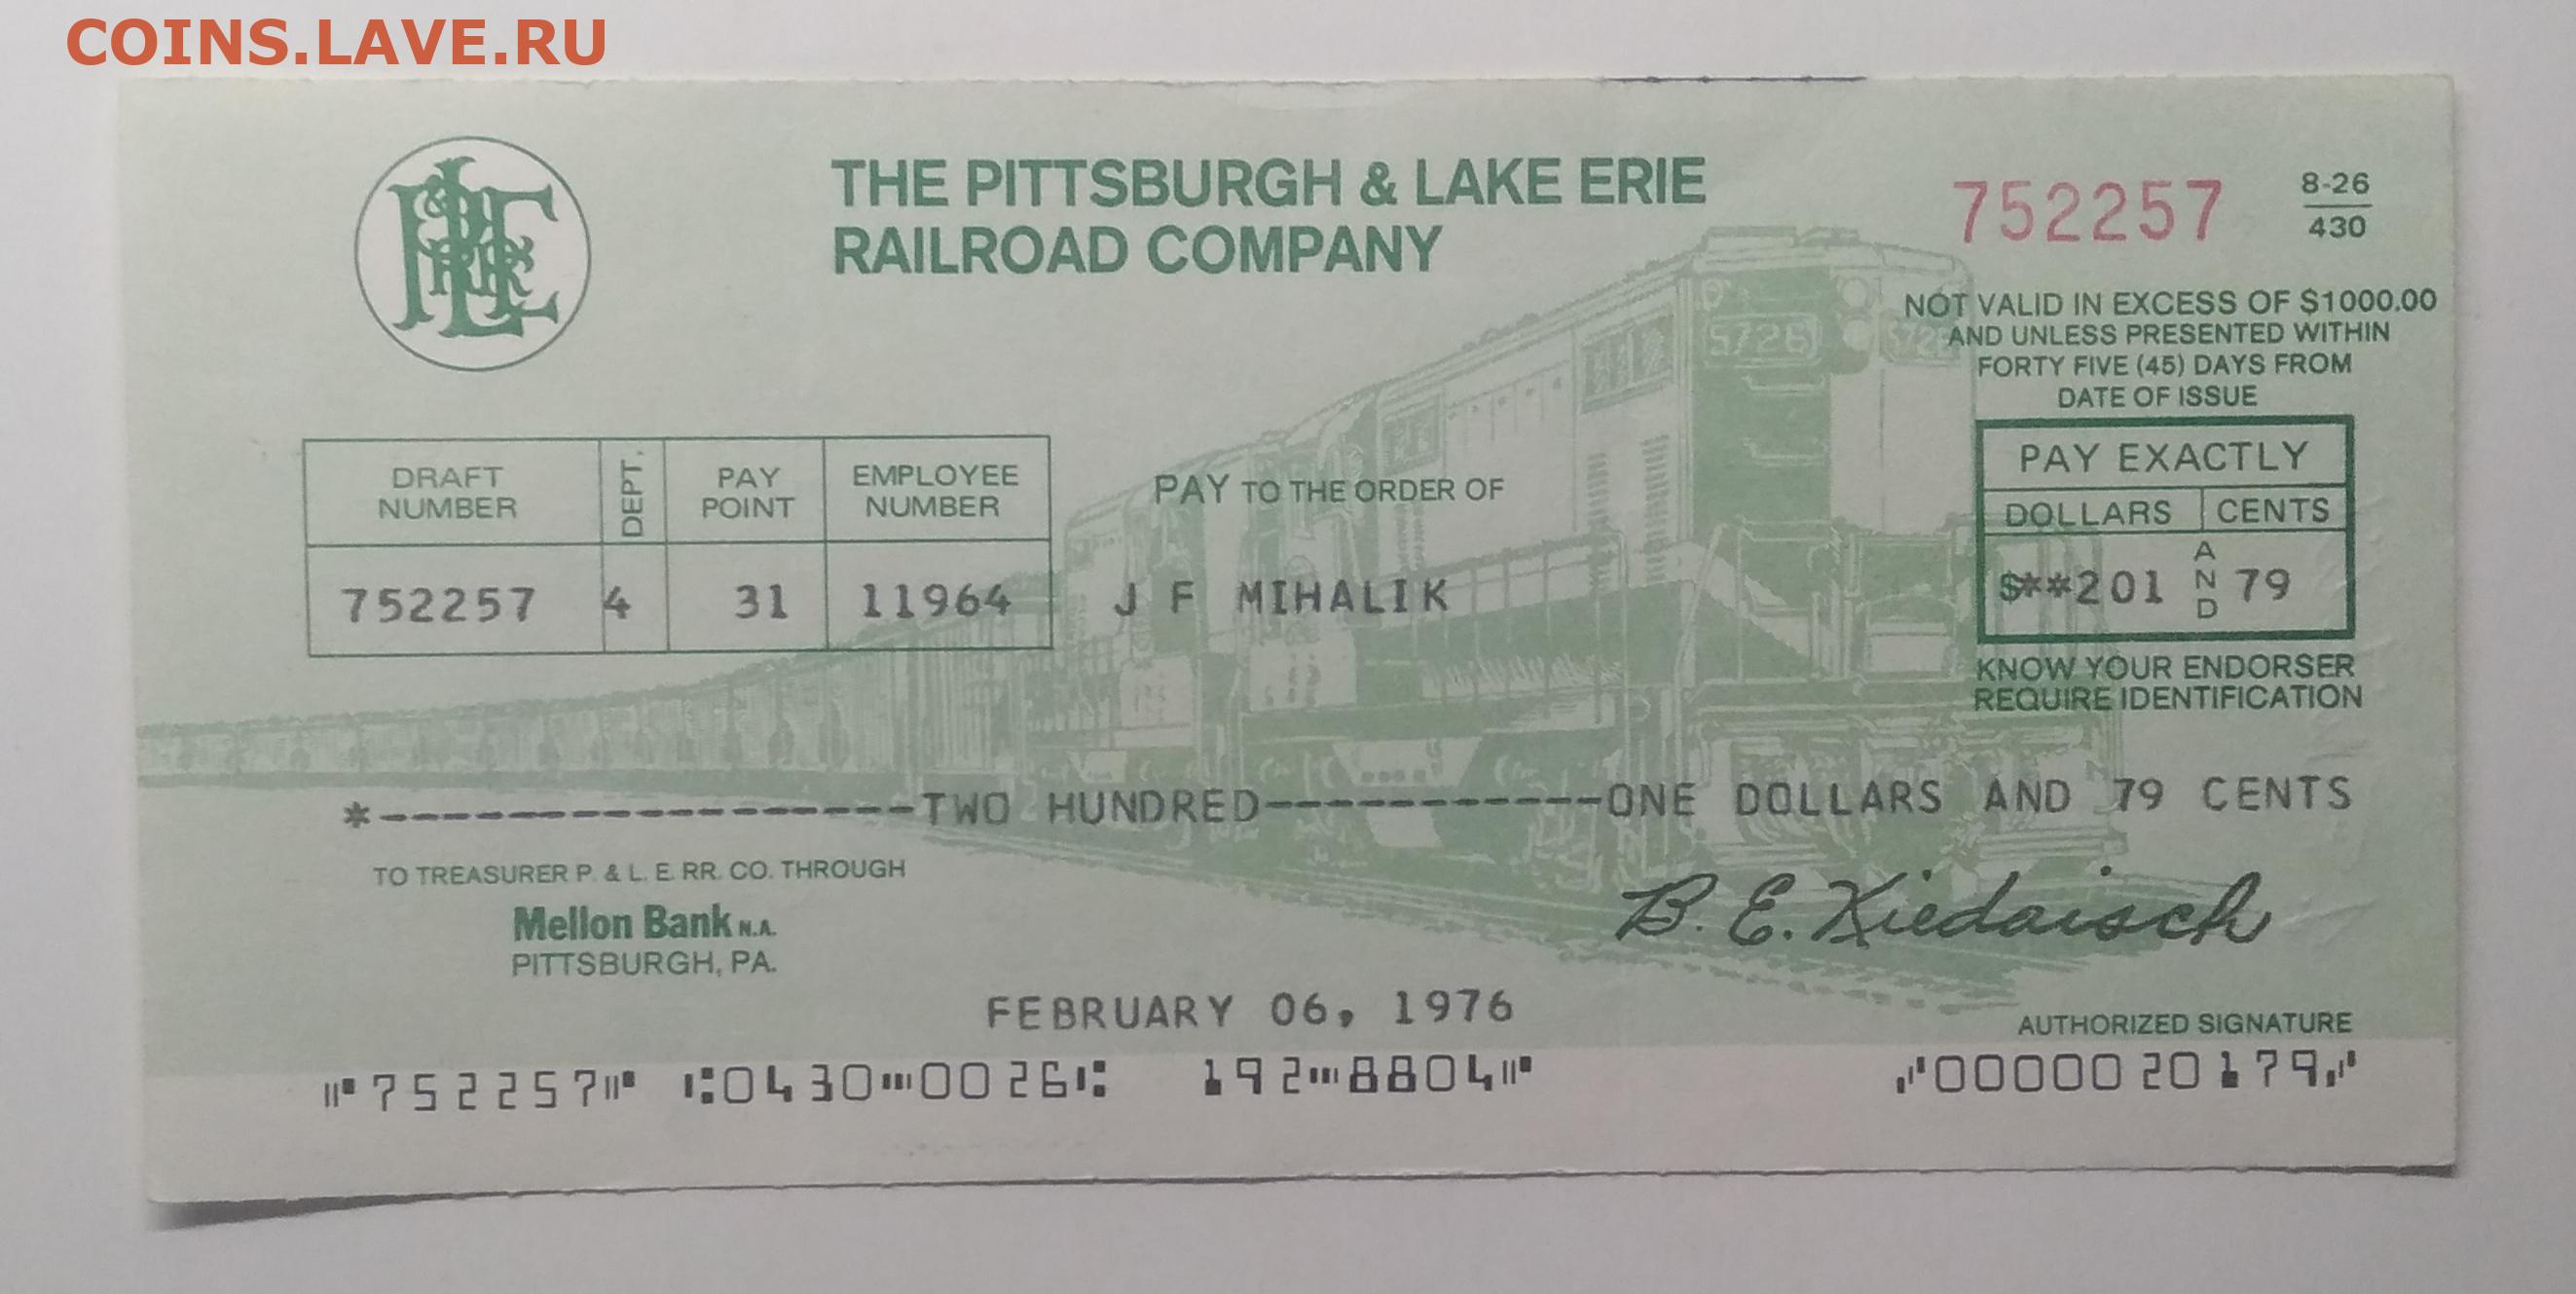 COINS.LAVE.RU
P&LE RR
THE PITTSBURGH & LAKE ERIE
RAILROAD COMPANY
752257
8-26
430
NOT VALID IN EXCESS OF $1000.00
AND UNLESS PRESENTED WITHIN
FORTY FIVE (45) DAYS FROM
DATE OF ISSUE
5726
DRAFT NUMBER DEPT. PAY POINT EMPLOYEE NUMBER
752257 4 31 11964
PAY TO THE ORDER OF
J F MIHALIK
PAY EXACTLY
DOLLARS CENTS
$**201 AND 79
KNOW YOUR ENDORSER
REQUIRE IDENTIFICATION
*-----------------TWO HUNDRED-----------ONE DOLLARS AND 79 CENTS
TO TREASURER P. & L. E. RR. CO. THROUGH
Mellon Bank N.A.
PITTSBURGH, PA.
B. E. Kiedaisch
FEBRUARY 06, 1976
AUTHORIZED SIGNATURE
⑈752257⑈ ⑆0430⑉0026⑆ 192⑉8804⑈ ⑇0000020179⑇